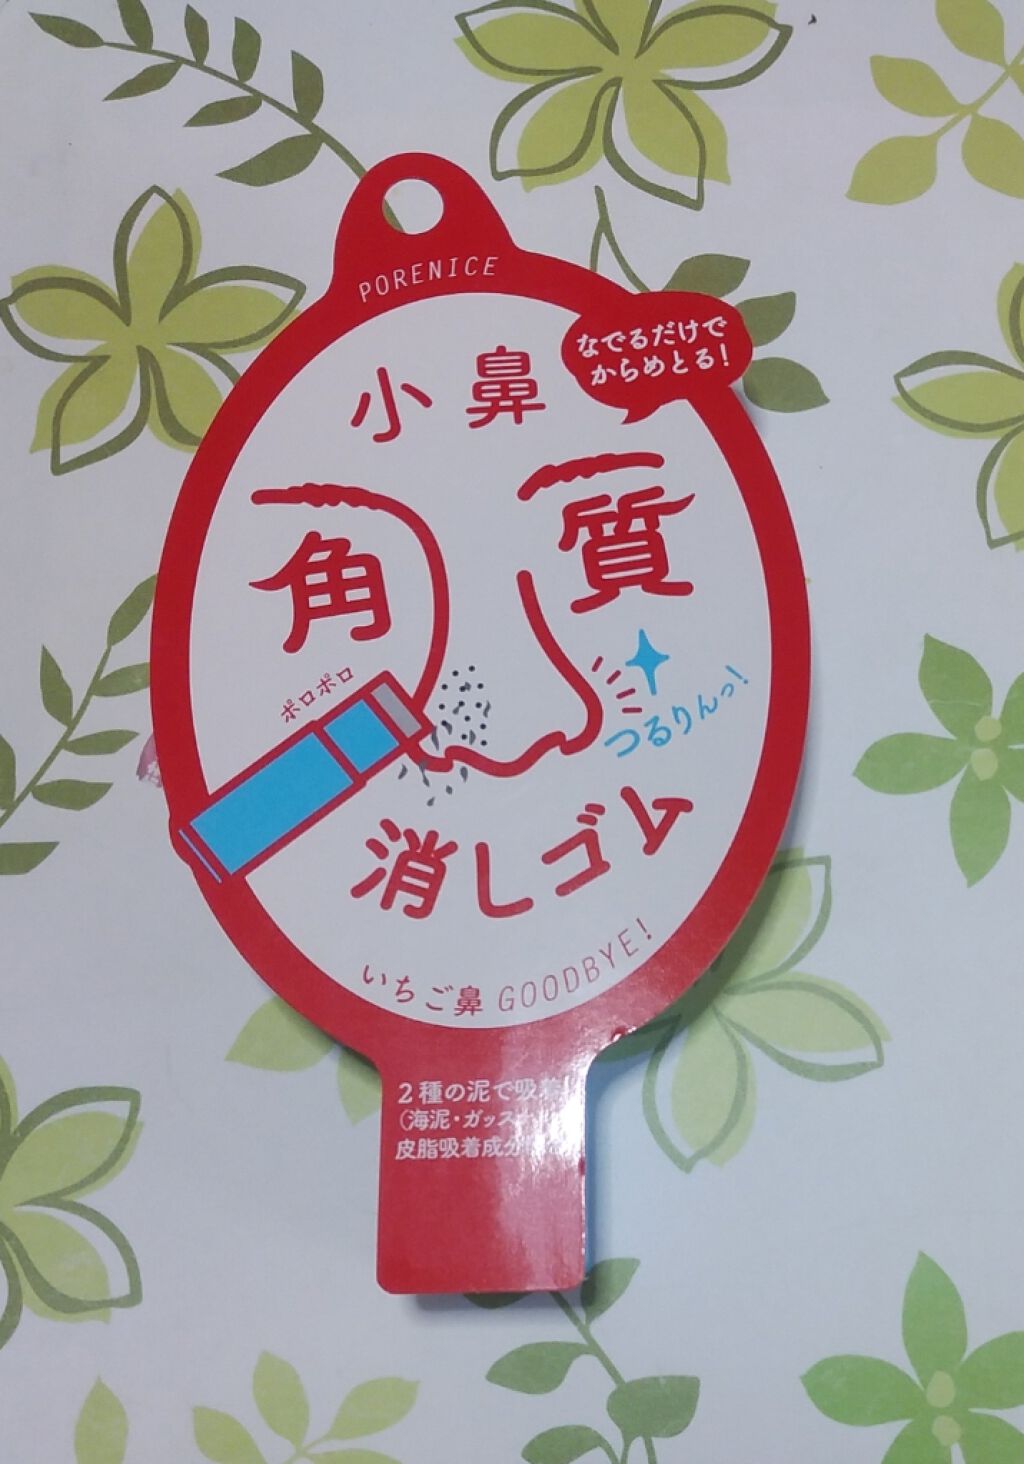 PORENICE
なでるだけで
からめとる!
小鼻
角質
ポロポロ
つるりんっ!
消しゴム
いちご鼻 GOODBYE!
2種の泥で吸
(海泥・ガッス
皮脂吸着成分